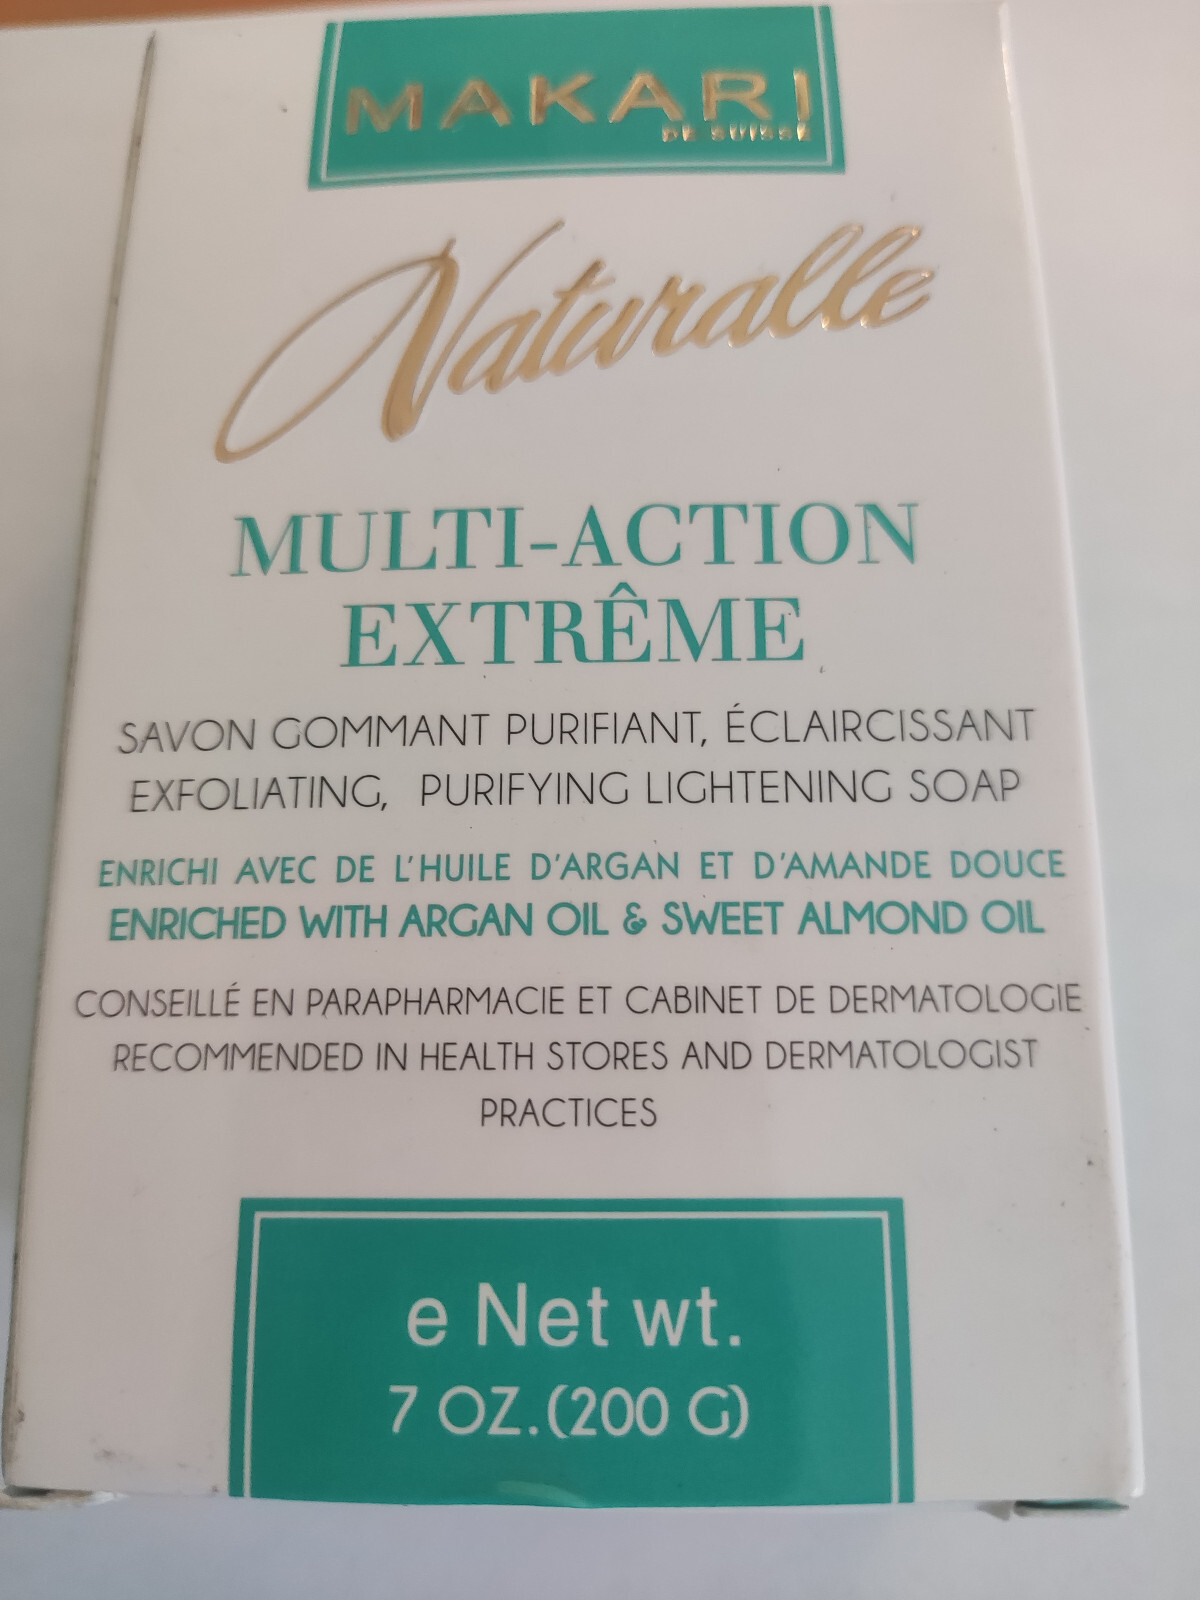 MAKARI
DE SUISSE
Naturalle
MULTI-ACTION
EXTRÊME
SAVON GOMMANT PURIFIANT, ÉCLAIRCISSANT
EXFOLIATING, PURIFYING LIGHTENING SOAP
ENRICHI AVEC DE L'HUILE D'ARGAN ET D'AMANDE DOUCE
ENRICHED WITH ARGAN OIL & SWEET ALMOND OIL
CONSEILLÉ EN PARAPHARMACIE ET CABINET DE DERMATOLOGIE
RECOMMENDED IN HEALTH STORES AND DERMATOLOGIST
PRACTICES
e Net wt.
7 OZ.(200 G)